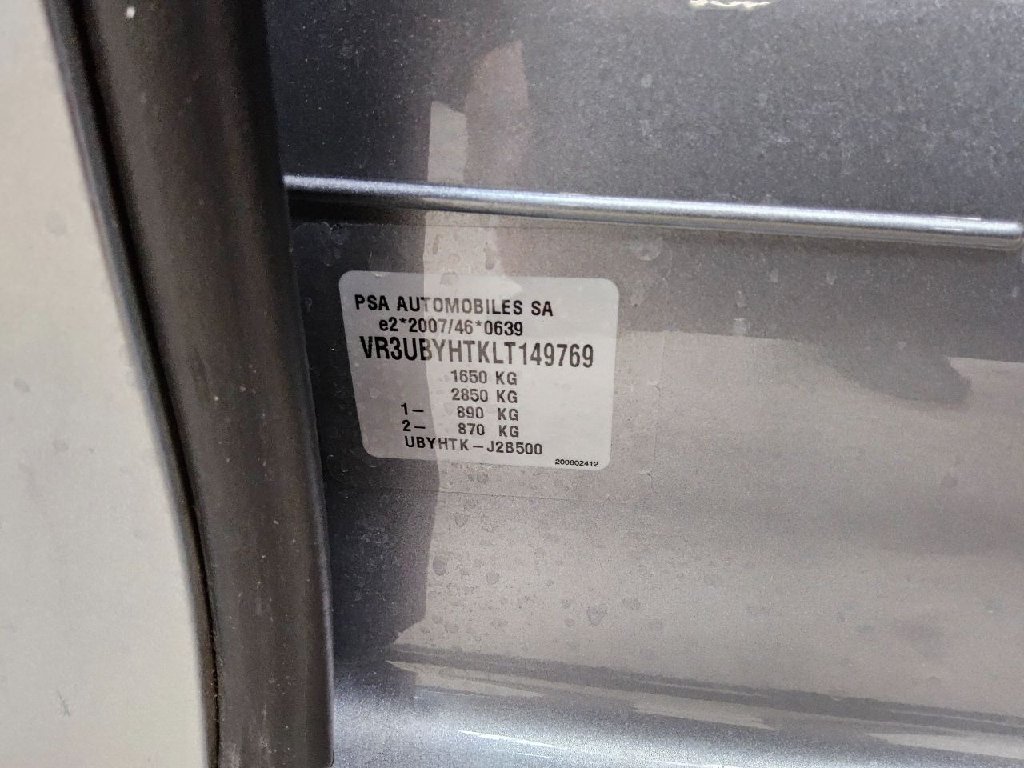 PSA AUTOMOBILES SA
e2*2007/46*0639
VR3UBYHTKLT149769
1650 KG
2850 KG
1- 890 KG
2- 870 KG
UBYHTK-J2B500